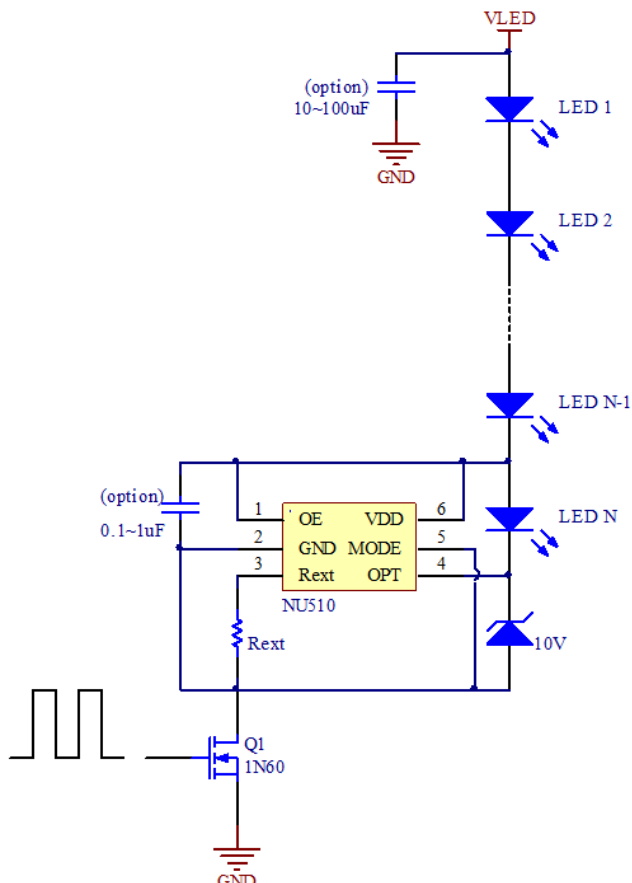 VLED
(option)
10~100uF
GND
LED 1
LED 2
LED N-1
(option)
0.1~1uF
1 OE VDD 6
2 GND MODE 5
3 Rext OPT 4
NU510
LED N
Rext
10V
Q1
1N60
GND